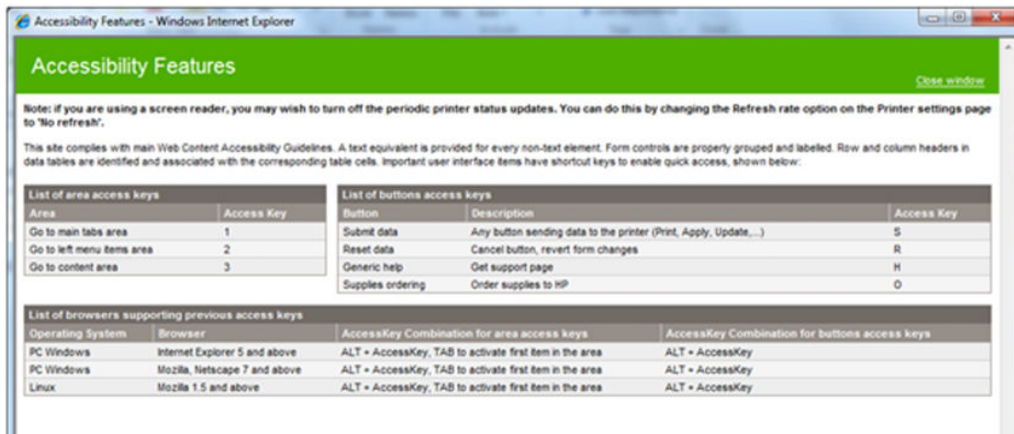 Accessibility Features - Windows Internet Explorer
Accessibility Features
Close window
Note: if you are using a screen reader, you may wish to turn off the periodic printer status updates. You can do this by changing the Refresh rate option on the Printer settings page
to 'No refresh'.
This site complies with main Web Content Accessibility Guidelines. A text equivalent is provided for every non-text element. Form controls are properly grouped and labelled. Row and column headers in
data tables are identified and associated with the corresponding table cells. Important user interface items have shortcut keys to enable quick access, shown below:
List of area access keys
Area Access Key
Go to main tabs area 1
Go to left menu items area 2
Go to content area 3
List of buttons access keys
Button Description Access Key
Submit data Any button sending data to the printer (Print, Apply, Update,...) S
Reset data Cancel button, revert form changes R
Generic help Get support page H
Supplies ordering Order supplies to HP O
List of browsers supporting previous access keys
Operating System Browser AccessKey Combination for area access keys AccessKey Combination for buttons access keys
PC Windows Internet Explorer 5 and above ALT + AccessKey, TAB to activate first item in the area ALT + AccessKey
PC Windows Mozilla, Netscape 7 and above ALT + AccessKey, TAB to activate first item in the area ALT + AccessKey
Linux Mozilla 1.5 and above ALT + AccessKey, TAB to activate first item in the area ALT + AccessKey